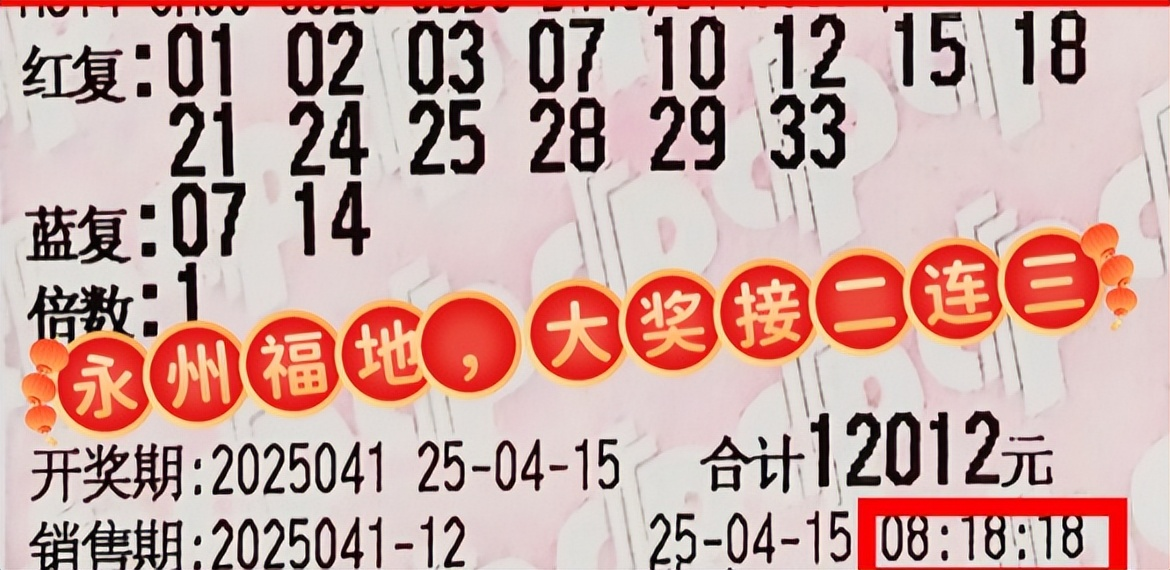 红复:01 02 03 07 10 12 15 18
21 24 25 28 29 33
蓝复:07 14
倍数:1
永州福地，大奖接二连三
开奖期:2025041 25-04-15 合计12012元
销售期:2025041-12 25-04-15 08:18:18